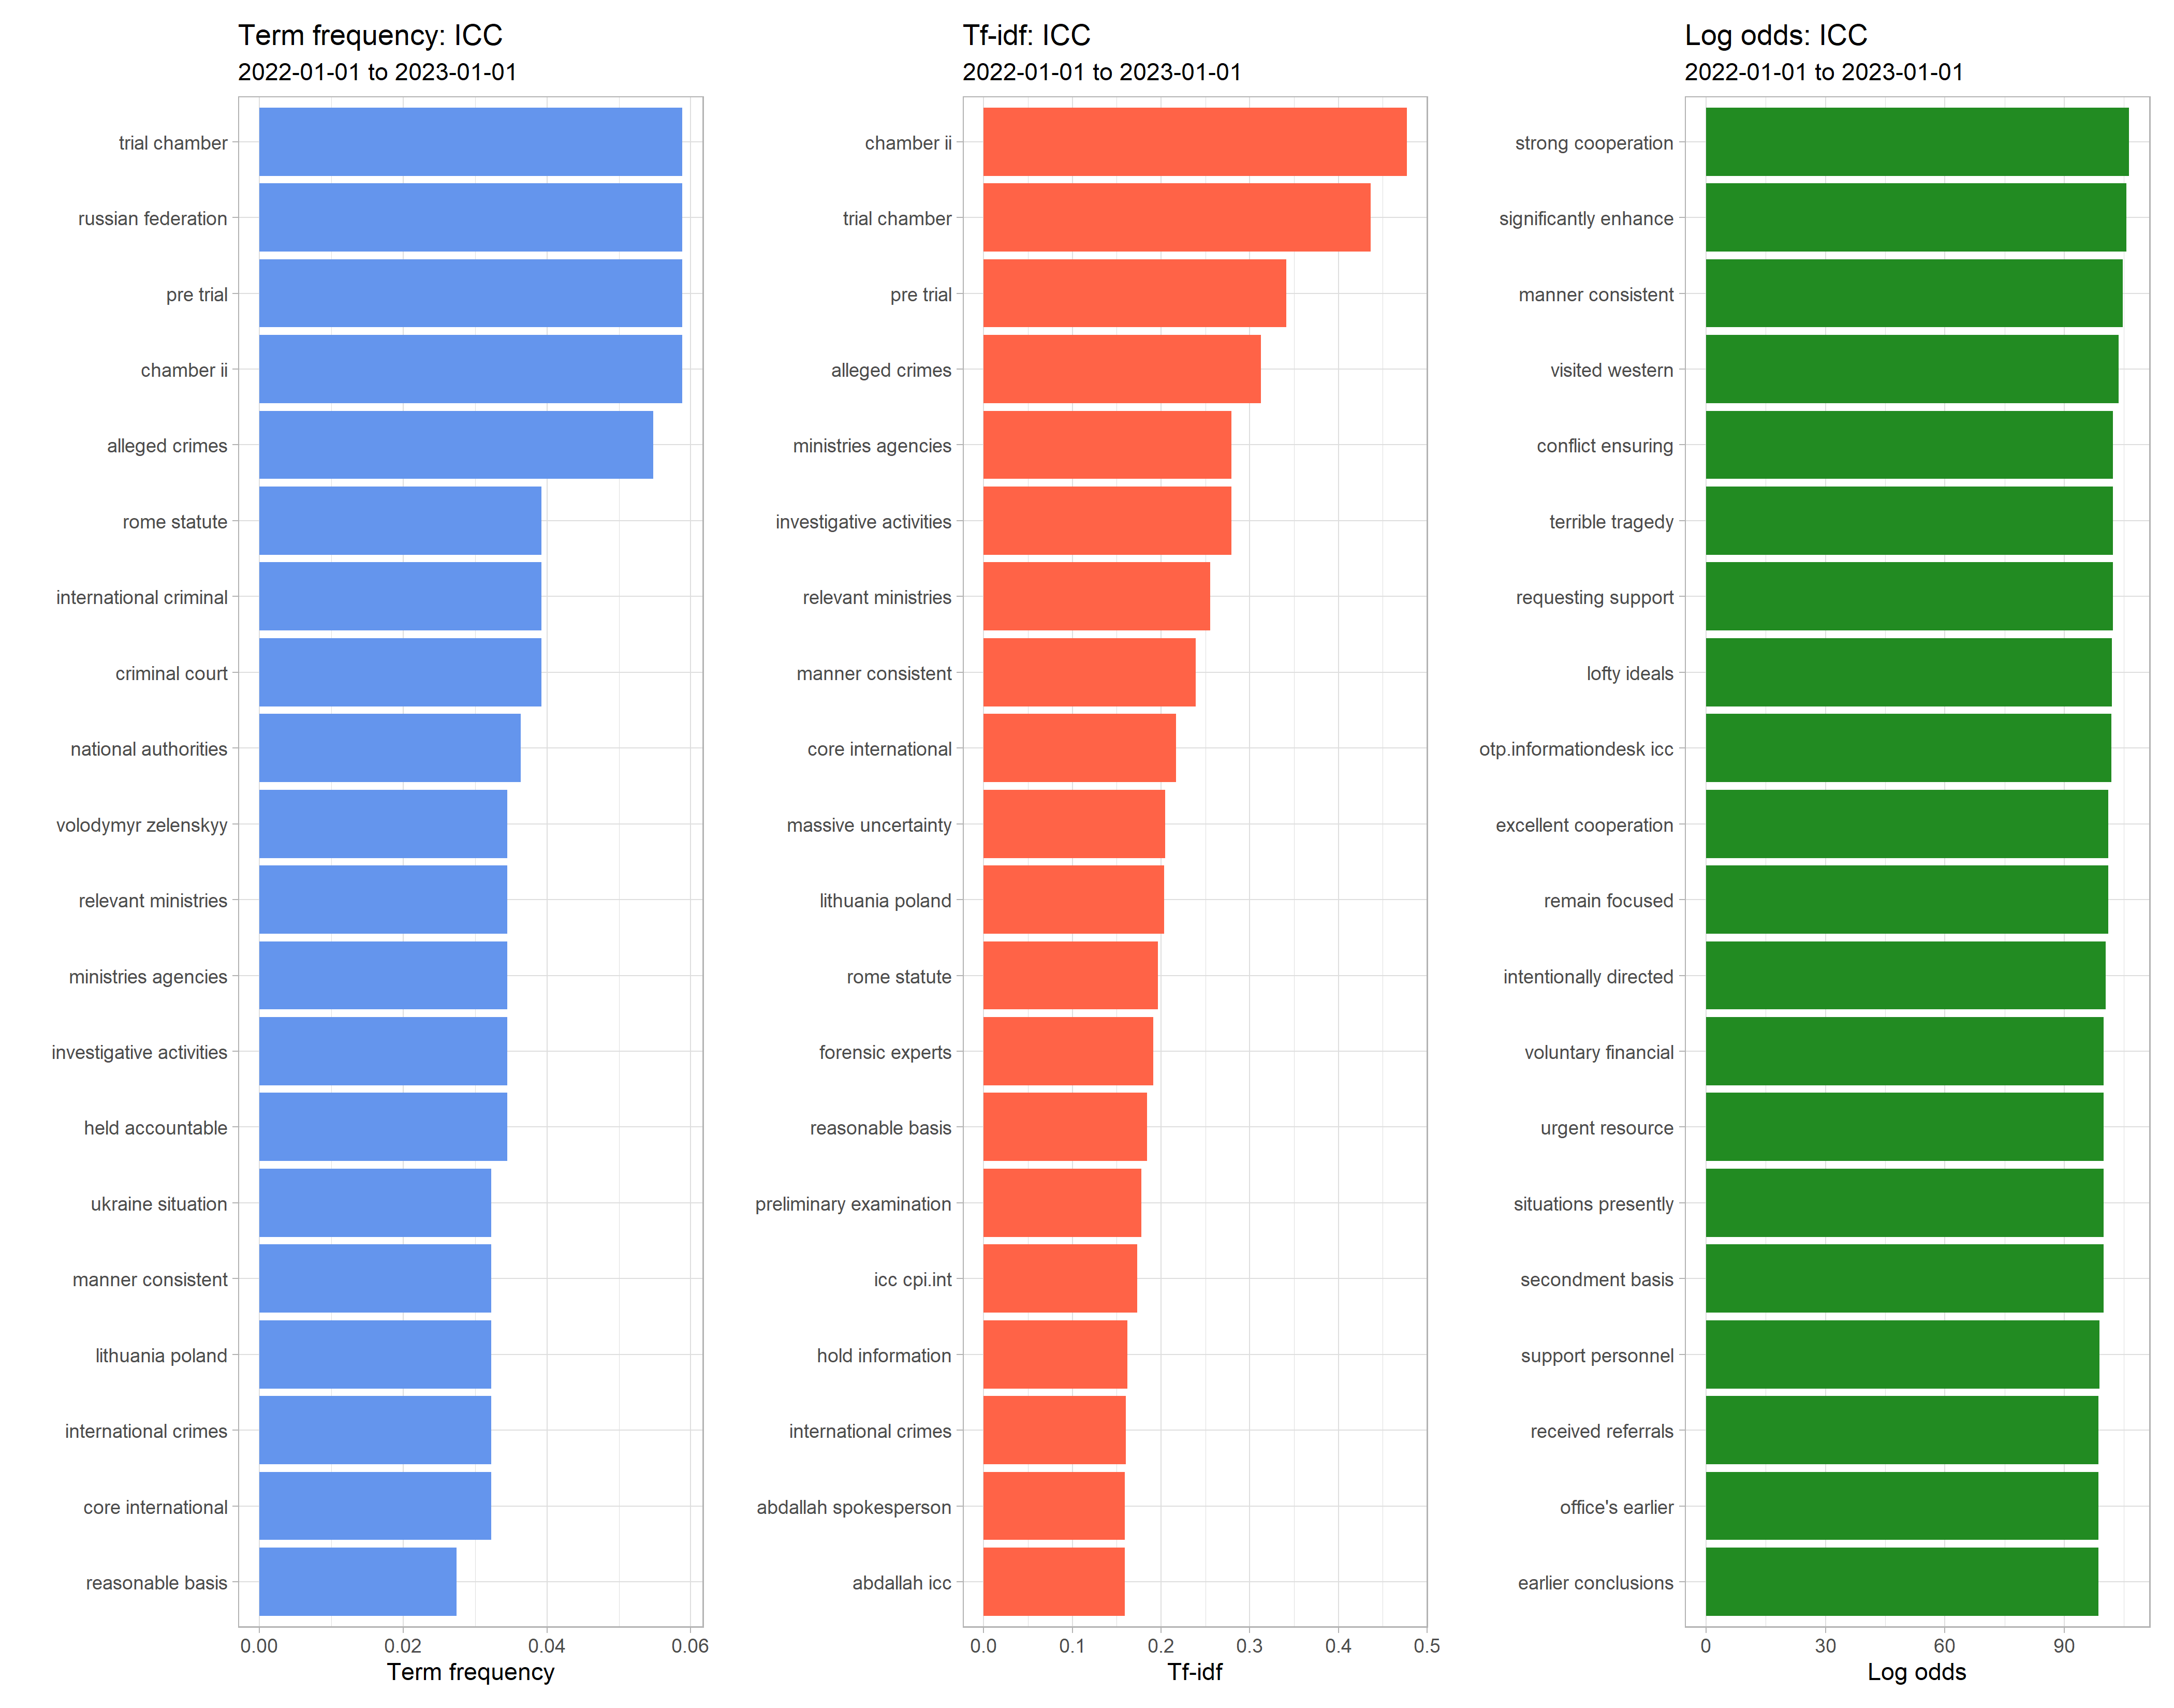 Term frequency: ICC
2022-01-01 to 2023-01-01
trial chamber
russian federation
pre trial
chamber ii
alleged crimes
rome statute
international criminal
criminal court
national authorities
volodymyr zelenskyy
relevant ministries
ministries agencies
investigative activities
held accountable
ukraine situation
manner consistent
lithuania poland
international crimes
core international
reasonable basis
0.00 0.02 0.04 0.06
Term frequency
Tf-idf: ICC
2022-01-01 to 2023-01-01
chamber ii
trial chamber
pre trial
alleged crimes
ministries agencies
investigative activities
relevant ministries
manner consistent
core international
massive uncertainty
lithuania poland
rome statute
forensic experts
reasonable basis
preliminary examination
icc cpi.int
hold information
international crimes
abdallah spokesperson
abdallah icc
0.0 0.1 0.2 0.3 0.4 0.5
Tf-idf
Log odds: ICC
2022-01-01 to 2023-01-01
strong cooperation
significantly enhance
manner consistent
visited western
conflict ensuring
terrible tragedy
requesting support
lofty ideals
otp.informationdesk icc
excellent cooperation
remain focused
intentionally directed
voluntary financial
urgent resource
situations presently
secondment basis
support personnel
received referrals
office's earlier
earlier conclusions
0 30 60 90
Log odds